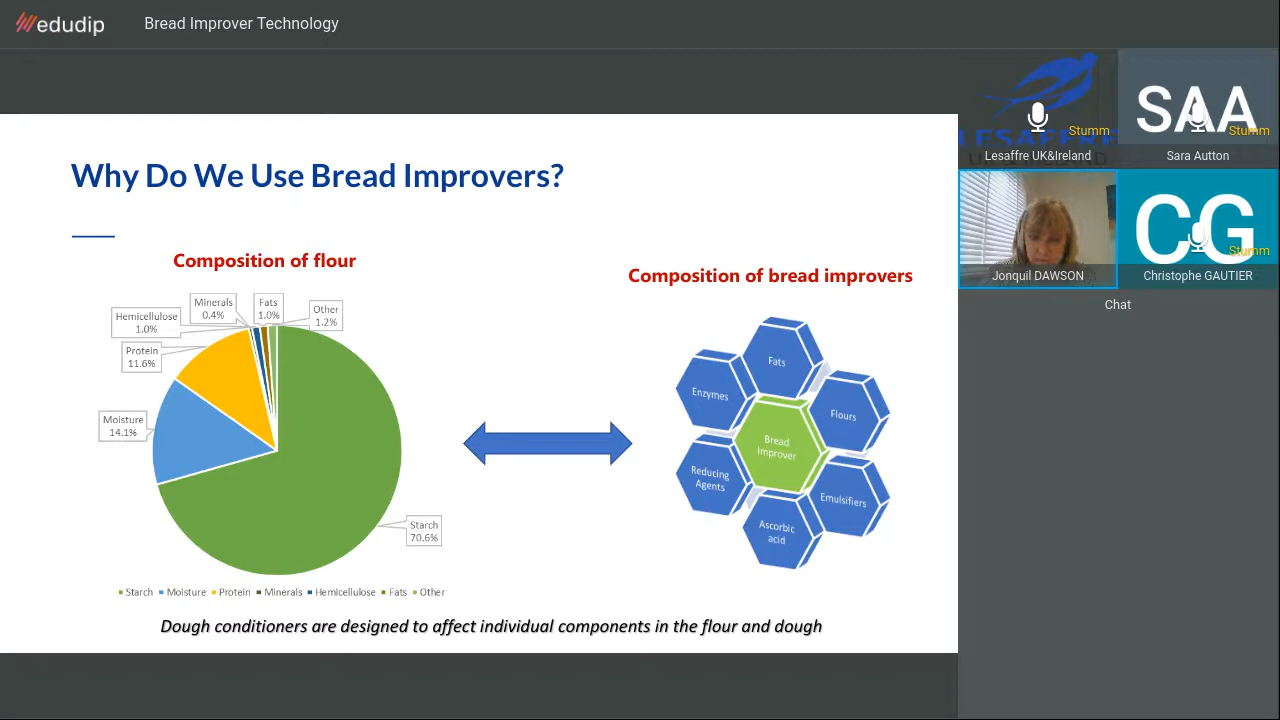 edudip
Bread Improver Technology
Why Do We Use Bread Improvers?
Composition of flour
Composition of bread improvers
Minerals
0.4%
Fats
1.0%
Other
1.2%
Hemicellulose
1.0%
Protein
11.6%
Moisture
14.1%
Starch
70.6%
Starch Moisture Protein Minerals Hemicellulose Fats Other
Fats
Enzymes
Flours
Bread
Improver
Reducing
Agents
Emulsifiers
Ascorbic
acid
Dough conditioners are designed to affect individual components in the flour and dough
LESAFFRE
Stumm
Lesaffre UK&Ireland
SAA
Stumm
Sara Autton
Jonquil DAWSON
CG
Stumm
Christophe GAUTIER
Chat